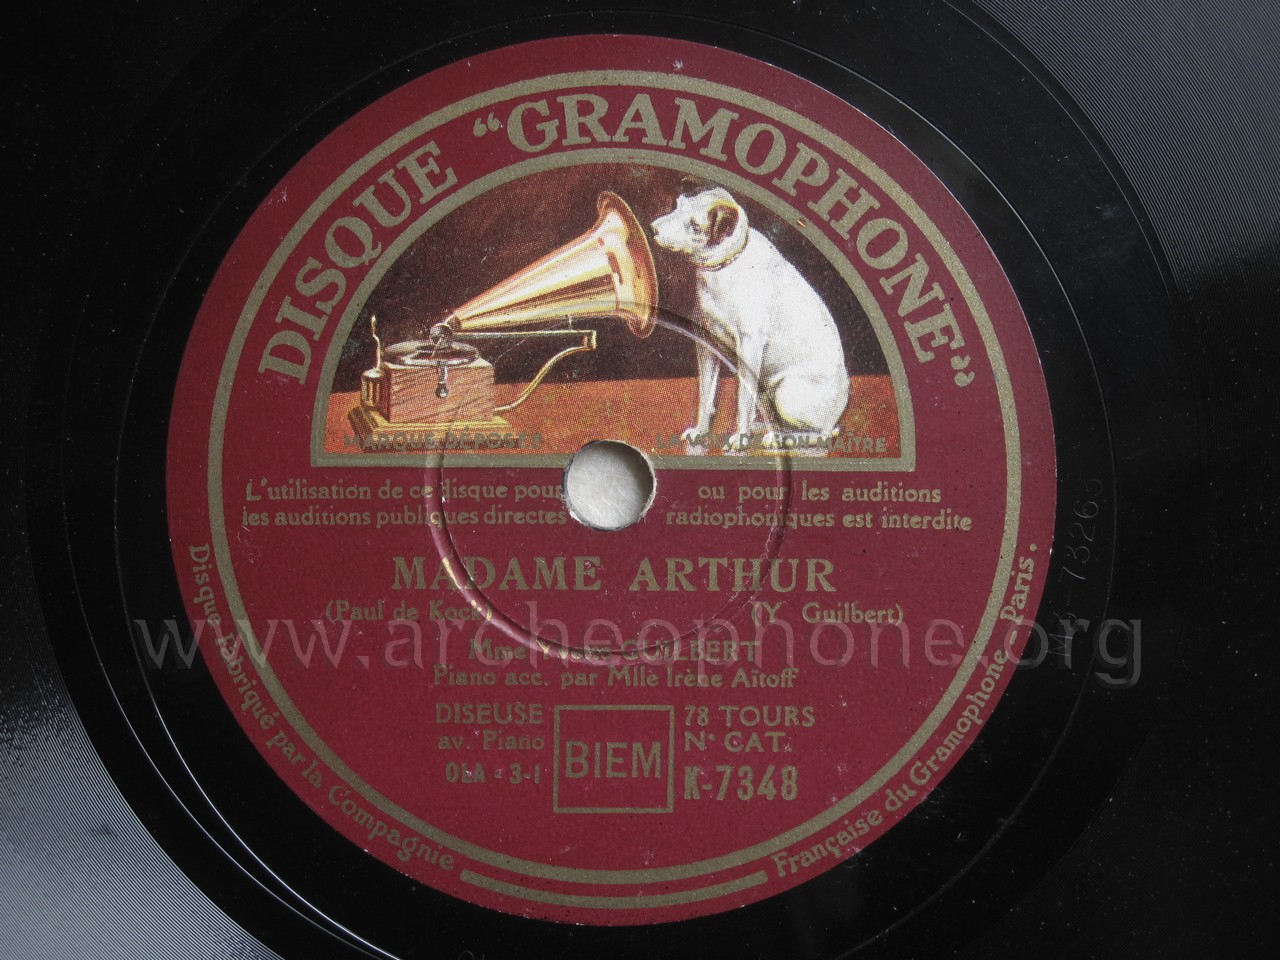 DISQUE “GRAMOPHONE”
MARQUE DÉPOSÉE LA VOIX DE SON MAÎTRE
L'utilisation de ce disque pour ou pour les auditions
les auditions publiques directes radiophoniques est interdite
MADAME ARTHUR
(Paul de Kock) (Y. Guilbert)
www.archeophone.org
Mme Yvette GUILBERT
Piano acc. par Mlle Irène Aïtoff
DISEUSE
av. Piano
OLA - 3-1
BIEM
78 TOURS
N° CAT.
K-7348
Disque Fabriqué par la Compagnie Française du Gramophone - Paris.